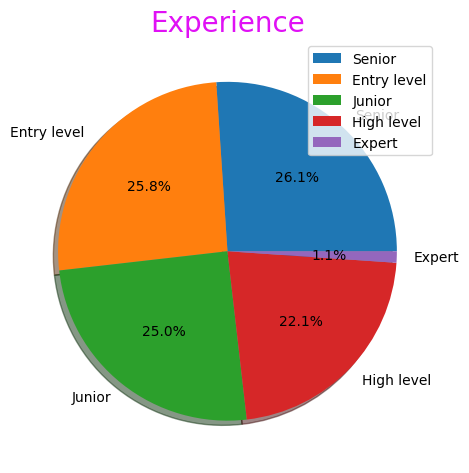 Experience
Senior
Entry level
Junior
High level
Expert
Senior
Entry level
26.1%
25.8%
1.1%
Expert
25.0%
22.1%
High level
Junior